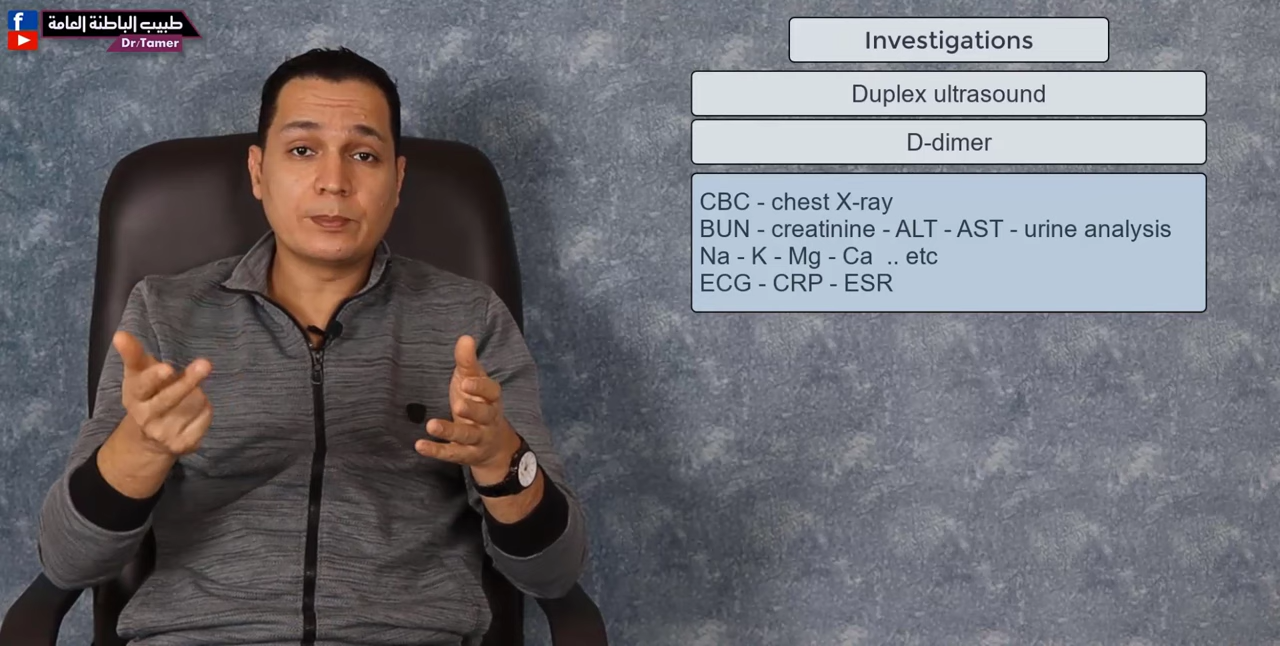 f
طبيب الباطنة العامة
Dr/Tamer
Investigations
Duplex ultrasound
D-dimer
CBC - chest X-ray
BUN - creatinine - ALT - AST - urine analysis
Na - K - Mg - Ca .. etc
ECG - CRP - ESR